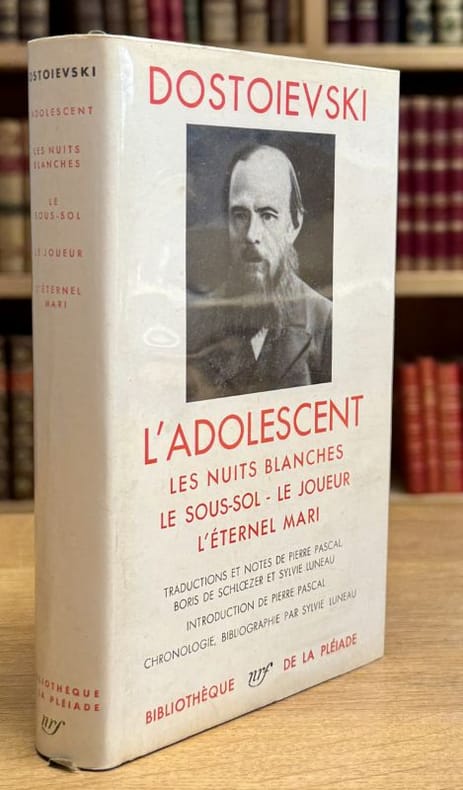 DOSTOIEVSKI
L'ADOLESCENT
LES NUITS BLANCHES
LE SOUS-SOL - LE JOUEUR
L'ÉTERNEL MARI
TRADUCTIONS ET NOTES DE PIERRE PASCAL,
BORIS DE SCHLŒZER ET SYLVIE LUNEAU
INTRODUCTION DE PIERRE PASCAL
CHRONOLOGIE, BIBLIOGRAPHIE PAR SYLVIE LUNEAU
BIBLIOTHÈQUE nrf DE LA PLÉIADE
DOSTOIEVSKI
L'ADOLESCENT
LES NUITS
BLANCHES
LE
SOUS-SOL
LE JOUEUR
L'ÉTERNEL
MARI
BIBLIOTHÈQUE
DE LA PLÉIADE
nrf